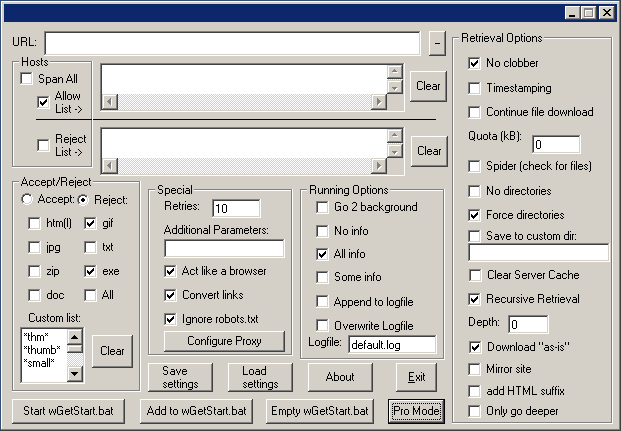 URL:
-
Hosts
Span All
Allow
List ->
Clear
Reject
List ->
Clear
Accept/Reject
Accept: Reject:
htm(l) gif
jpg txt
zip exe
doc All
Custom list:
*thm*
*thumb*
*small*
Clear
Special
Retries: 10
Additional Parameters:
Act like a browser
Convert links
Ignore robots.txt
Configure Proxy
Running Options
Go 2 background
No info
All info
Some info
Append to logfile
Overwrite Logfile
Logfile: default.log
Retrieval Options
No clobber
Timestamping
Continue file download
Quota (kB): 0
Spider (check for files)
No directories
Force directories
Save to custom dir:
Clear Server Cache
Recursive Retrieval
Depth: 0
Download "as-is"
Mirror site
add HTML suffix
Only go deeper
Save
settings
Load
settings
About
Exit
Start wGetStart.bat
Add to wGetStart.bat
Empty wGetStart.bat
Pro Mode